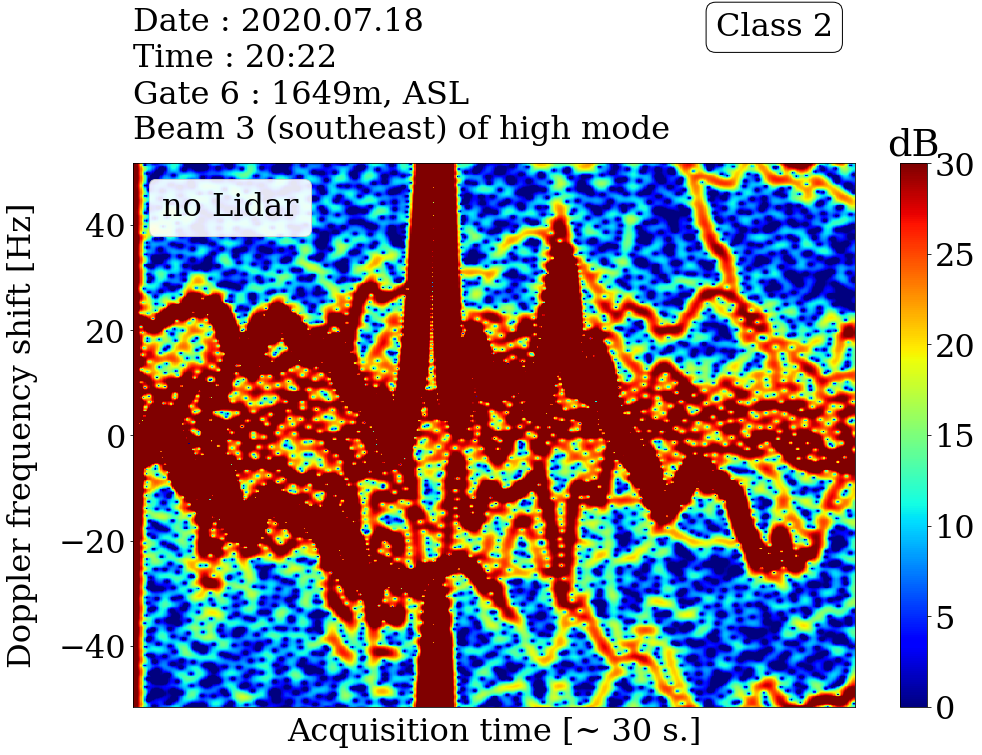 Date : 2020.07.18
Time : 20:22
Gate 6 : 1649m, ASL
Beam 3 (southeast) of high mode
Class 2
dB
no Lidar
Doppler frequency shift [Hz]
40
20
0
−20
−40
30
25
20
15
10
5
0
Acquisition time [~ 30 s.]